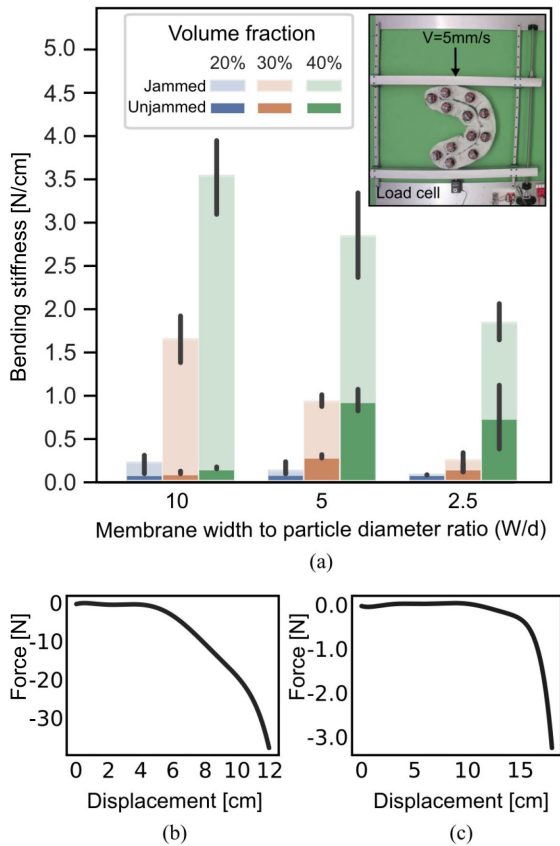 Bending stiffness [N/cm]
5.0
4.5
4.0
3.5
3.0
2.5
2.0
1.5
1.0
0.5
0.0
Volume fraction
20% 30% 40%
Jammed
Unjammed
V=5mm/s
Load cell
10 5 2.5
Membrane width to particle diameter ratio (W/d)
(a)
Force [N]
0
-10
-20
-30
0 2 4 6 8 10 12
Displacement [cm]
(b)
Force [N]
0.0
-1.0
-2.0
-3.0
0 5 10 15
Displacement [cm]
(c)